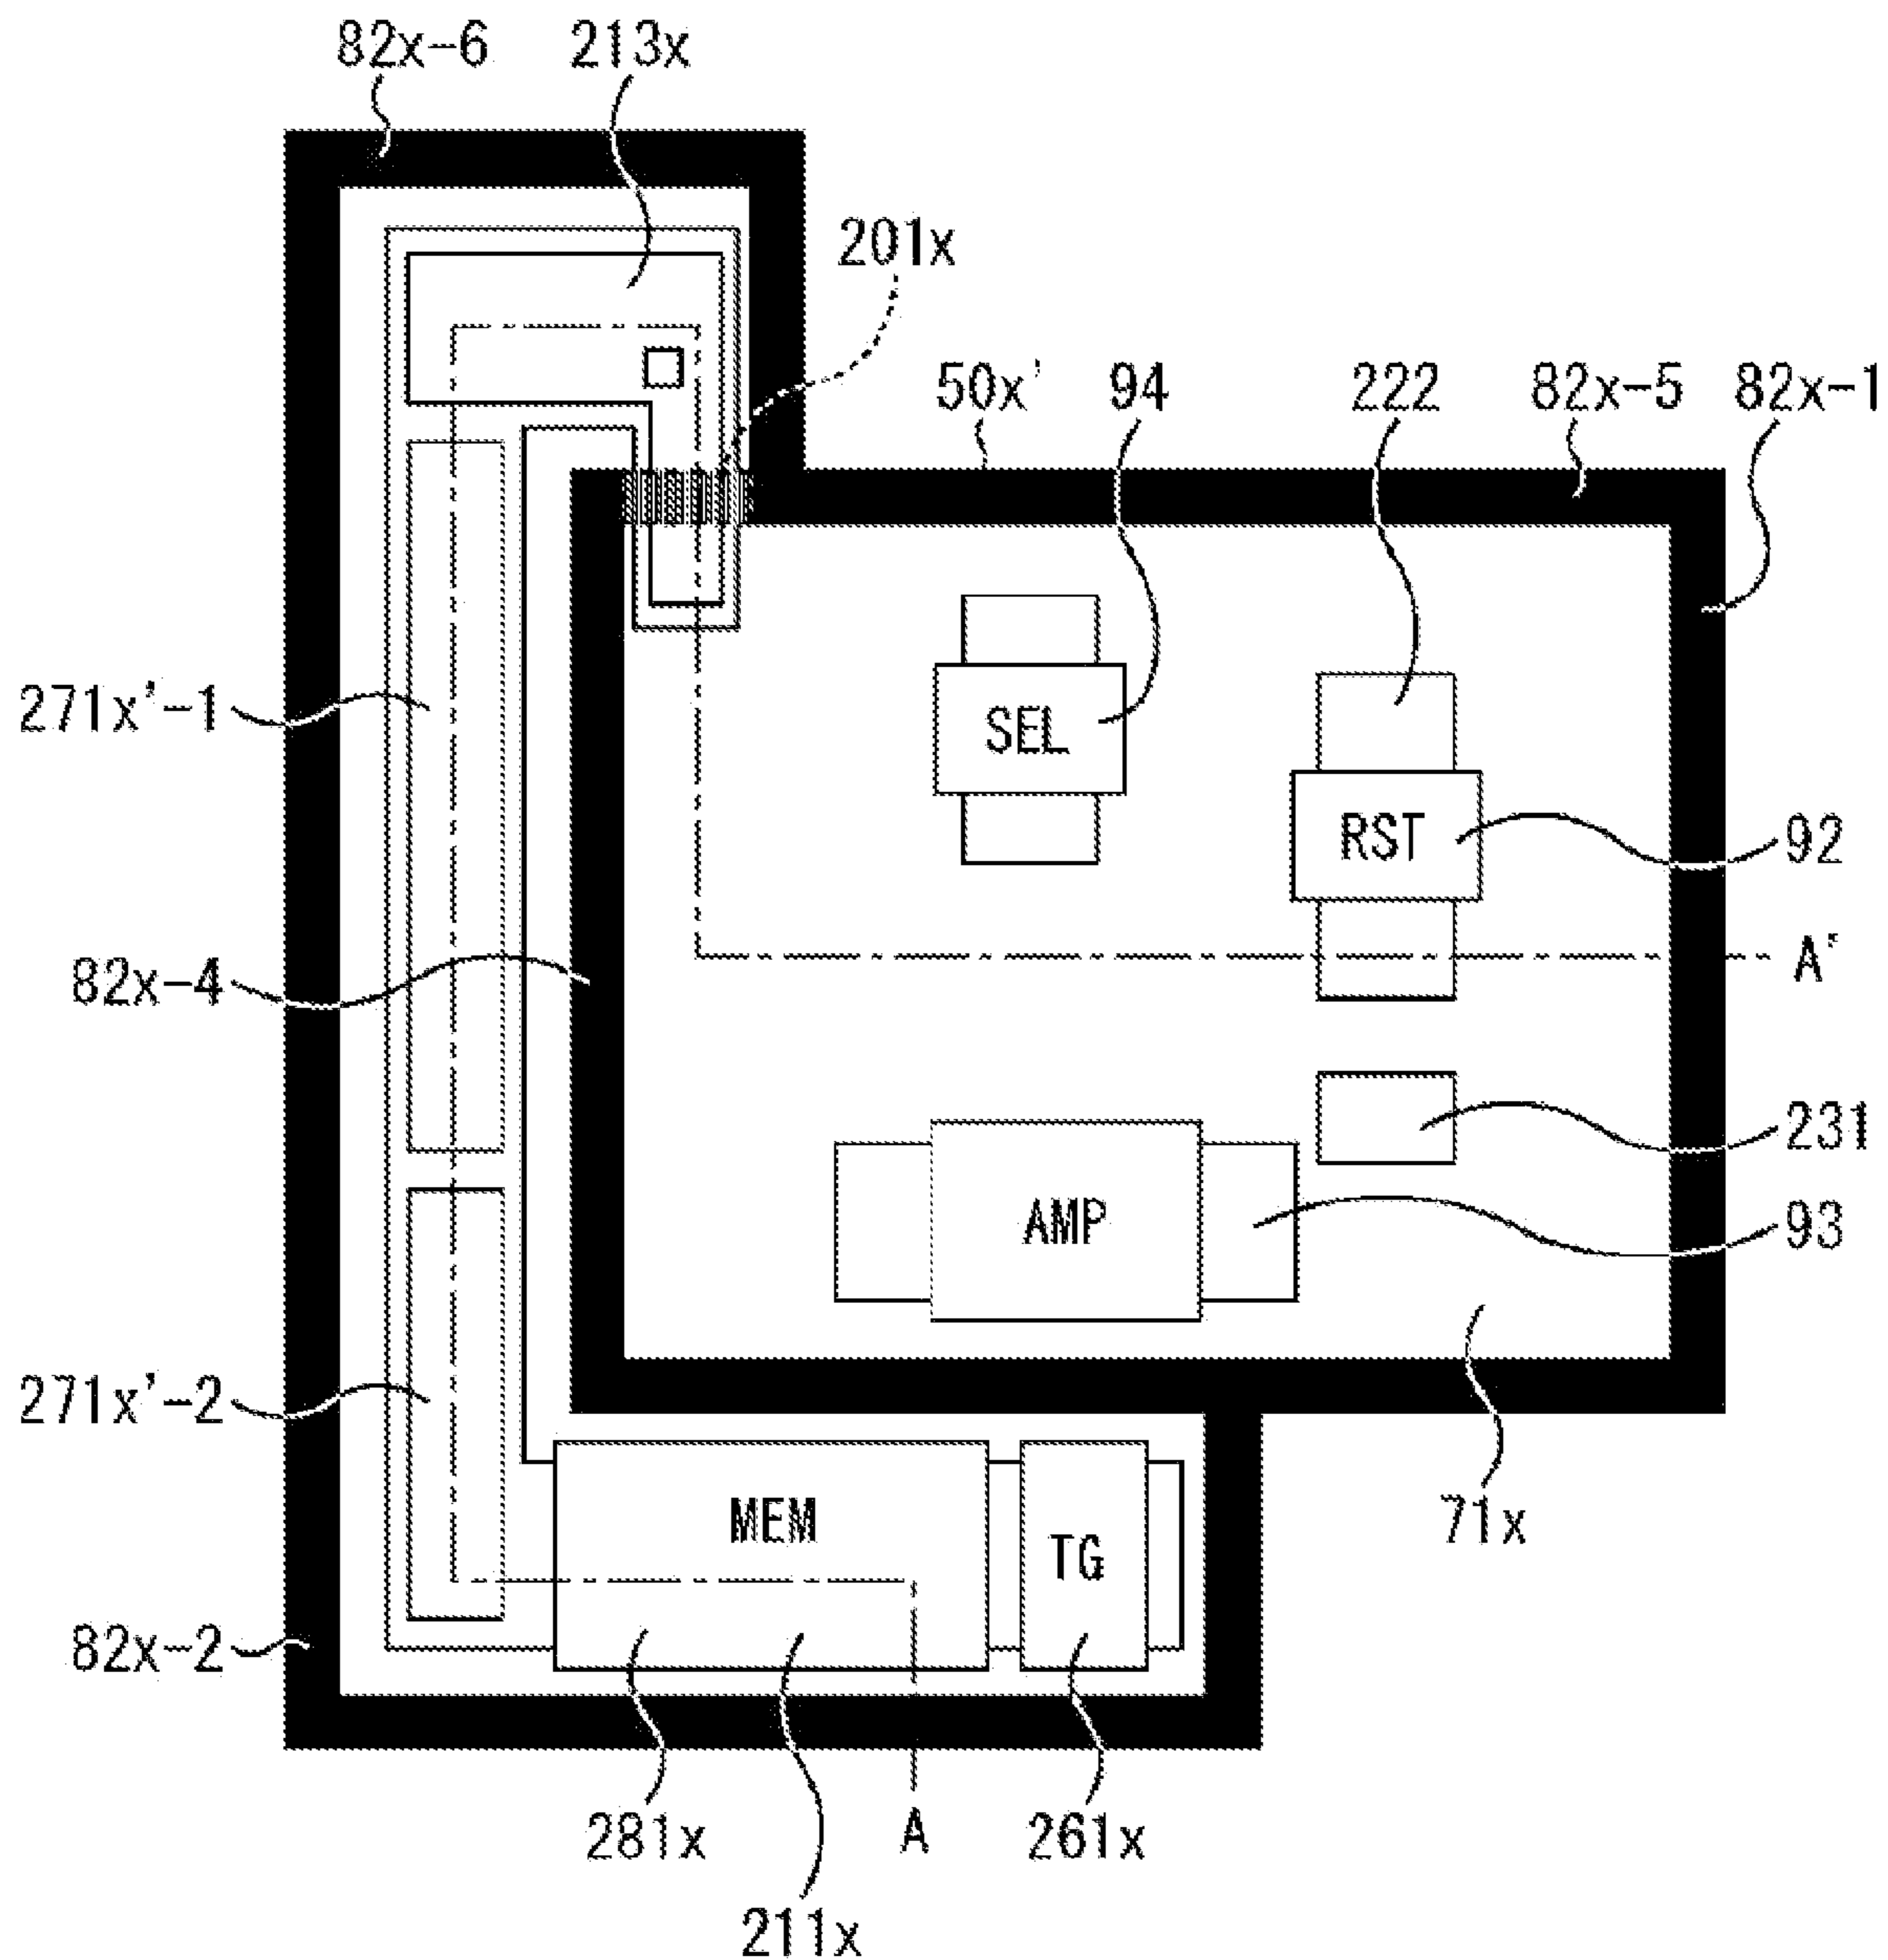 82x-6 213x
201x
50x' 94 222 82x-5 82x-1
271x'-1
SEL
RST
92
82x-4
A'
231
AMP
93
271x'-2
MEM
TG
71x
82x-2
281x A 261x
211x